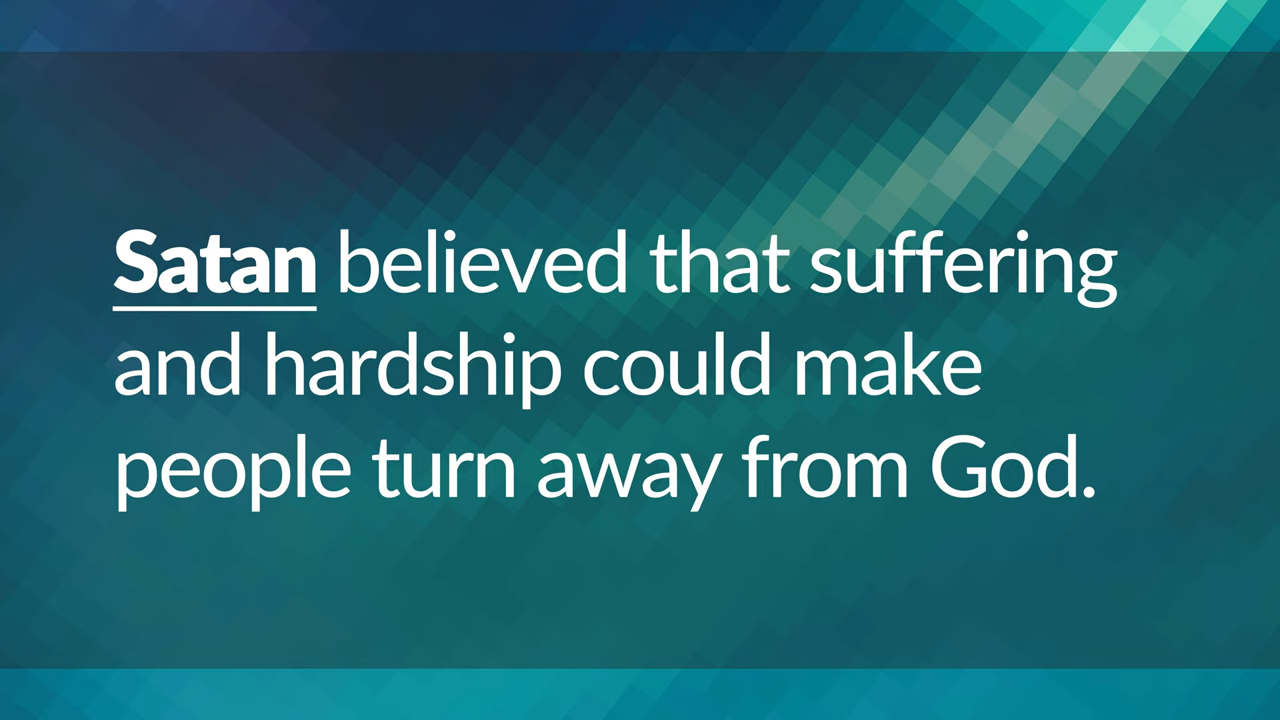 Satan believed that suffering
and hardship could make
people turn away from God.